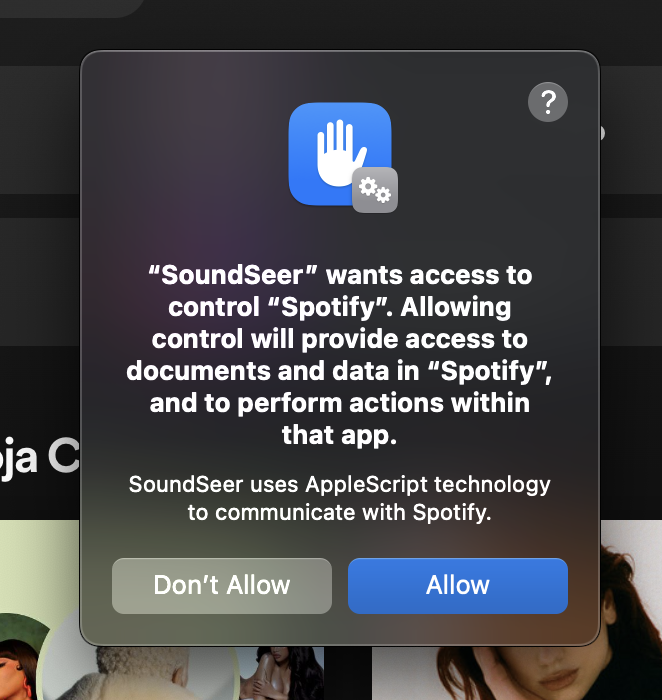 ?
“SoundSeer” wants access to
control “Spotify”. Allowing
control will provide access to
documents and data in “Spotify”,
and to perform actions within
that app.
oja C
SoundSeer uses AppleScript technology
to communicate with Spotify.
Don’t Allow
Allow